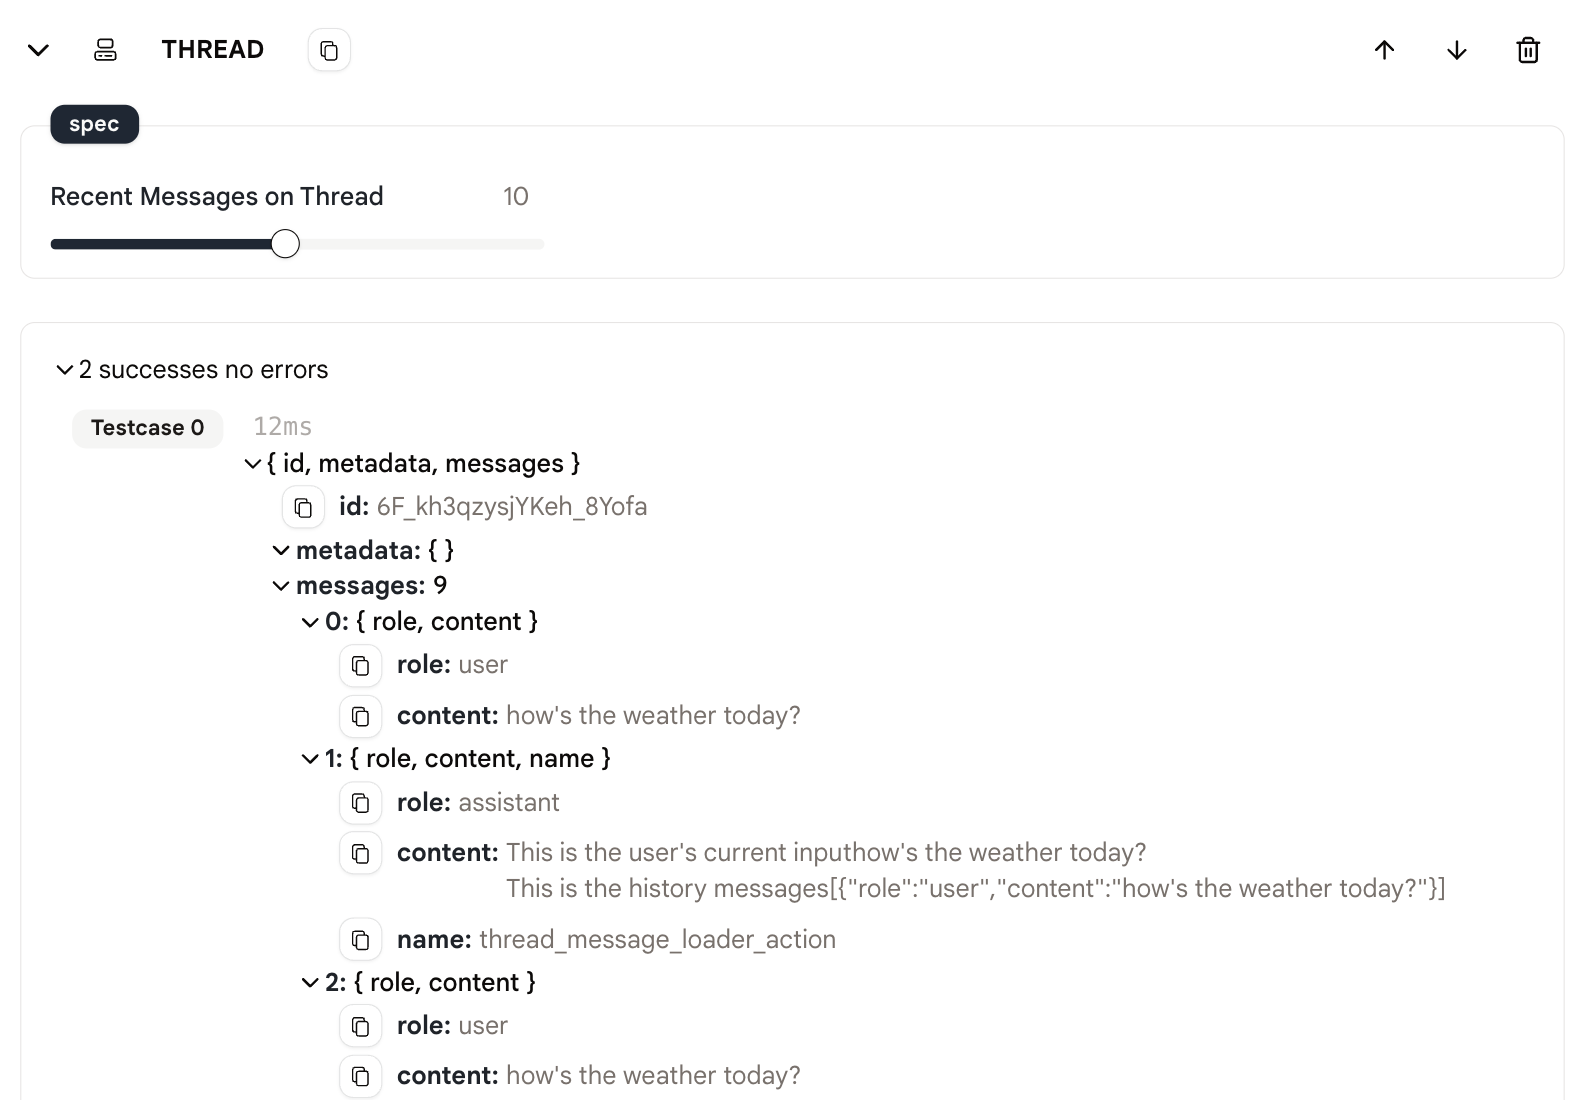 THREAD
spec
Recent Messages on Thread 10
2 successes no errors
Testcase 0 12ms
{ id, metadata, messages }
id: 6F_kh3qzysjYKeh_8Yofa
metadata: { }
messages: 9
0: { role, content }
role: user
content: how's the weather today?
1: { role, content, name }
role: assistant
content: This is the user's current inputhow's the weather today?
This is the history messages[{"role":"user","content":"how's the weather today?"}]
name: thread_message_loader_action
2: { role, content }
role: user
content: how's the weather today?